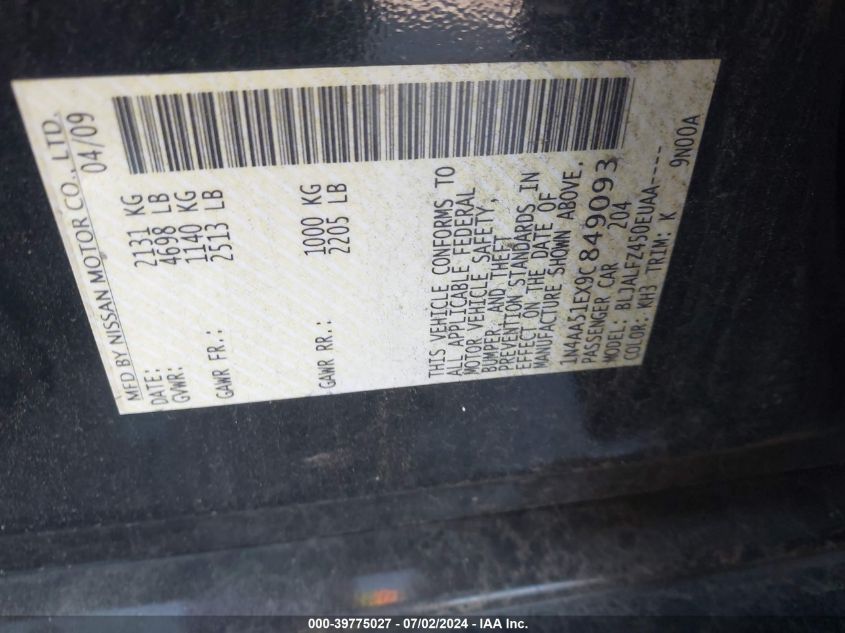 MFD BY NISSAN MOTOR CO., LTD.
DATE: 04/09
GVWR: 2131 KG
4698 LB
GAWR FR.: 1140 KG
2513 LB
GAWR RR.: 1000 KG
2205 LB
THIS VEHICLE CONFORMS TO
ALL APPLICABLE FEDERAL
MOTOR VEHICLE SAFETY,
BUMPER, AND THEFT
PREVENTION STANDARDS IN
EFFECT ON THE DATE OF
MANUFACTURE SHOWN ABOVE.
1N4AA51EX9C849093
PASSENGER CAR 204
MODEL: BLJALFZ450EUAA----
COLOR: KH3 TRIM: K 9N00A
000-39775027 - 07/02/2024 - IAA Inc.